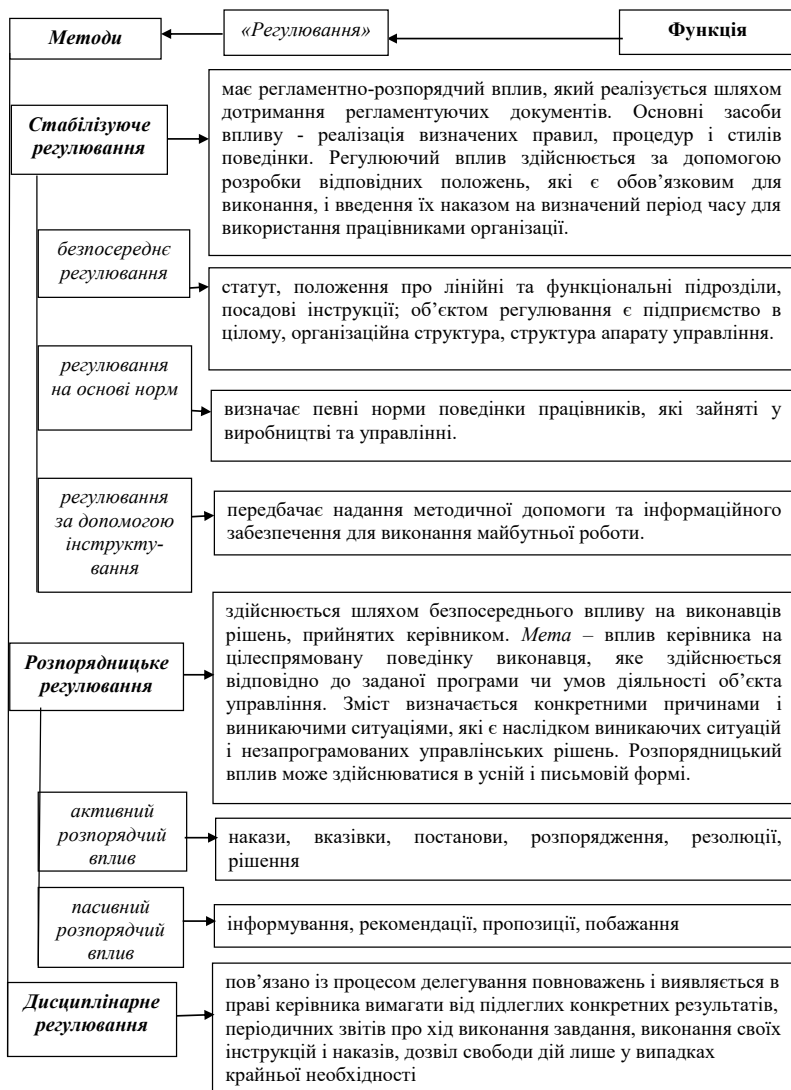 Методи
«Регулювання»
Функція
Стабілізуюче
регулювання
має регламентно-розпорядчий вплив, який реалізується шляхом
дотримання регламентуючих документів. Основні засоби
впливу - реалізація визначених правил, процедур і стилів
поведінки. Регулюючий вплив здійснюється за допомогою
розробки відповідних положень, які є обов’язковим для
виконання, і введення їх наказом на визначений період часу для
використання працівниками організації.
безпосереднє
регулювання
статут, положення про лінійні та функціональні підрозділи,
посадові інструкції; об’єктом регулювання є підприємство в
цілому, організаційна структура, структура апарату управління.
регулювання
на основі норм
визначає певні норми поведінки працівників, які зайняті у
виробництві та управлінні.
регулювання
за допомогою
інструкту-
вання
передбачає надання методичної допомоги та інформаційного
забезпечення для виконання майбутньої роботи.
Розпорядницьке
регулювання
здійснюється шляхом безпосереднього впливу на виконавців
рішень, прийнятих керівником. Мета – вплив керівника на
цілеспрямовану поведінку виконавця, яке здійснюється
відповідно до заданої програми чи умов діяльності об’єкта
управління. Зміст визначається конкретними причинами і
виникаючими ситуаціями, які є наслідком виникаючих ситуацій
і незапрограмованих управлінських рішень. Розпорядницький
вплив може здійснюватися в усній і письмовій формі.
активний
розпорядчий
вплив
накази, вказівки, постанови, розпорядження, резолюції,
рішення
пасивний
розпорядчий
вплив
інформування, рекомендації, пропозиції, побажання
Дисциплінарне
регулювання
пов’язано із процесом делегування повноважень і виявляється в
праві керівника вимагати від підлеглих конкретних результатів,
періодичних звітів про хід виконання завдання, виконання своїх
інструкцій і наказів, дозвіл свободи дій лише у випадках
крайньої необхідності